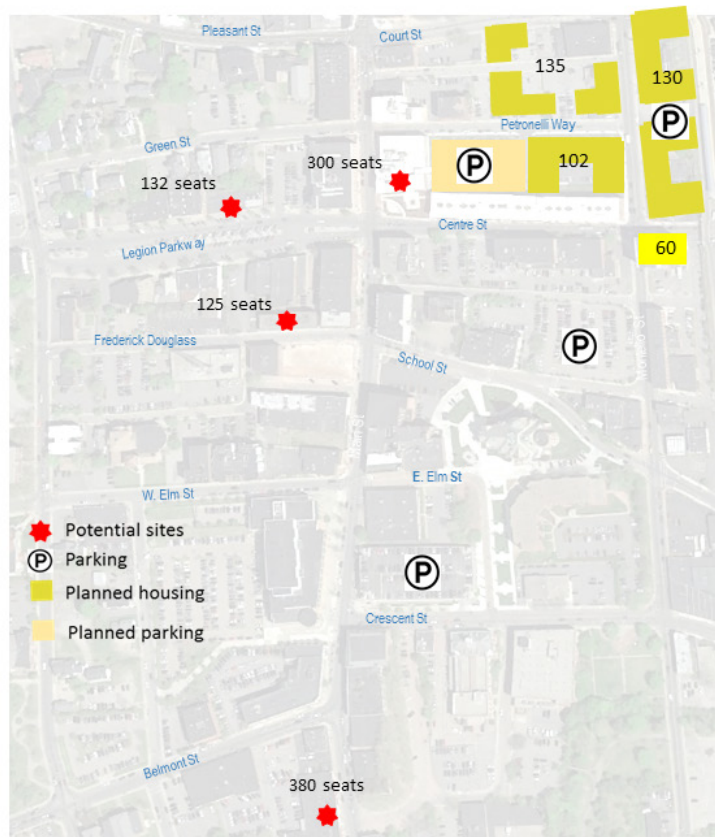 Pleasant St
Court St
135
130
P
Petronelli Way
Green St
300 seats
P
102
132 seats
Centre St
Legion Parkway
60
125 seats
Frederick Douglass
P
School St
Main St
E. Elm St
W. Elm St
Potential sites
P Parking
P
Planned housing
Crescent St
Planned parking
Belmont St
380 seats